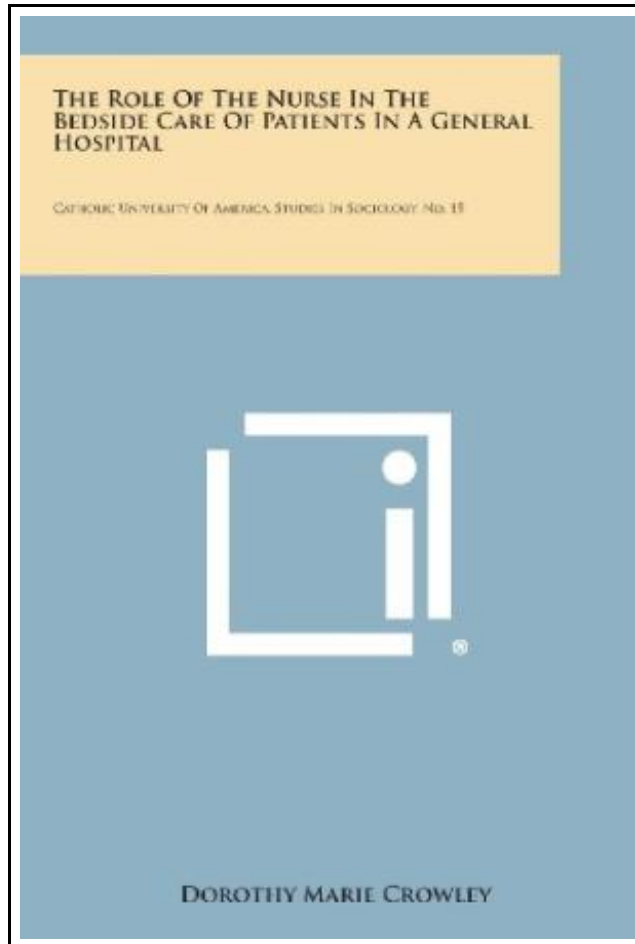 THE ROLE OF THE NURSE IN THE
BEDSIDE CARE OF PATIENTS IN A GENERAL
HOSPITAL
CATHOLIC UNIVERSITY OF AMERICA, STUDIES IN SOCIOLOGY, NO.
i
®
DOROTHY MARIE CROWLEY